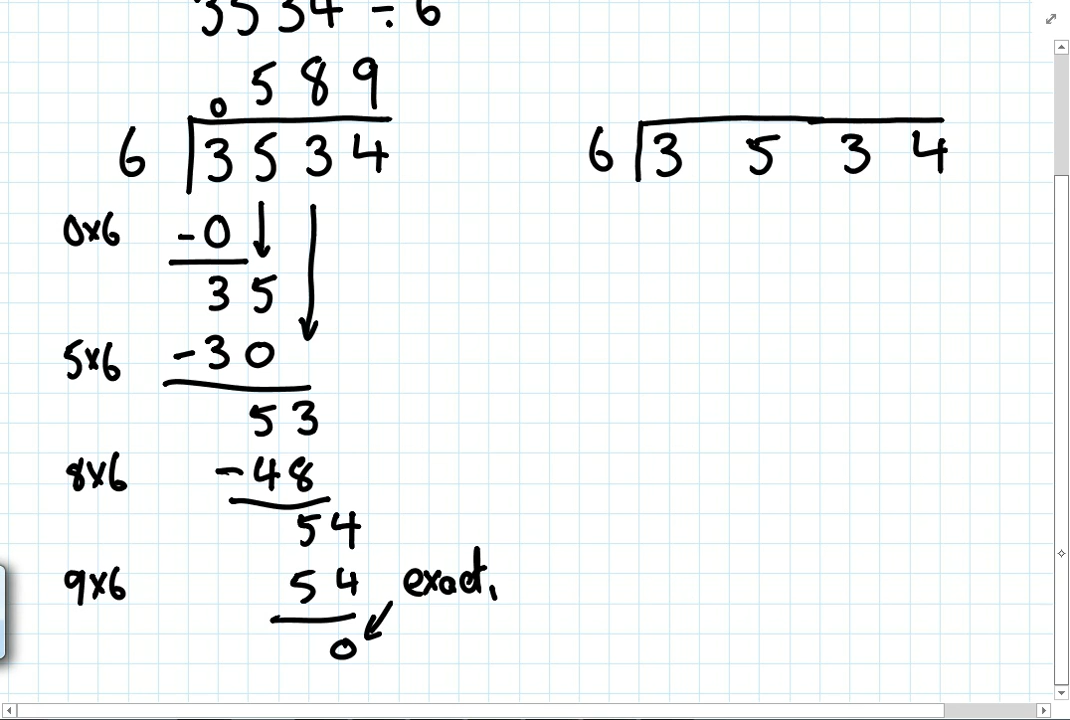 3534 ÷ 6
0 5 8 9
6 3 5 3 4
0x6 -0
3 5
5x6 -3 0
5 3
8x6 -4 8
5 4
9x6 5 4 exact,
0
6 3 5 3 4